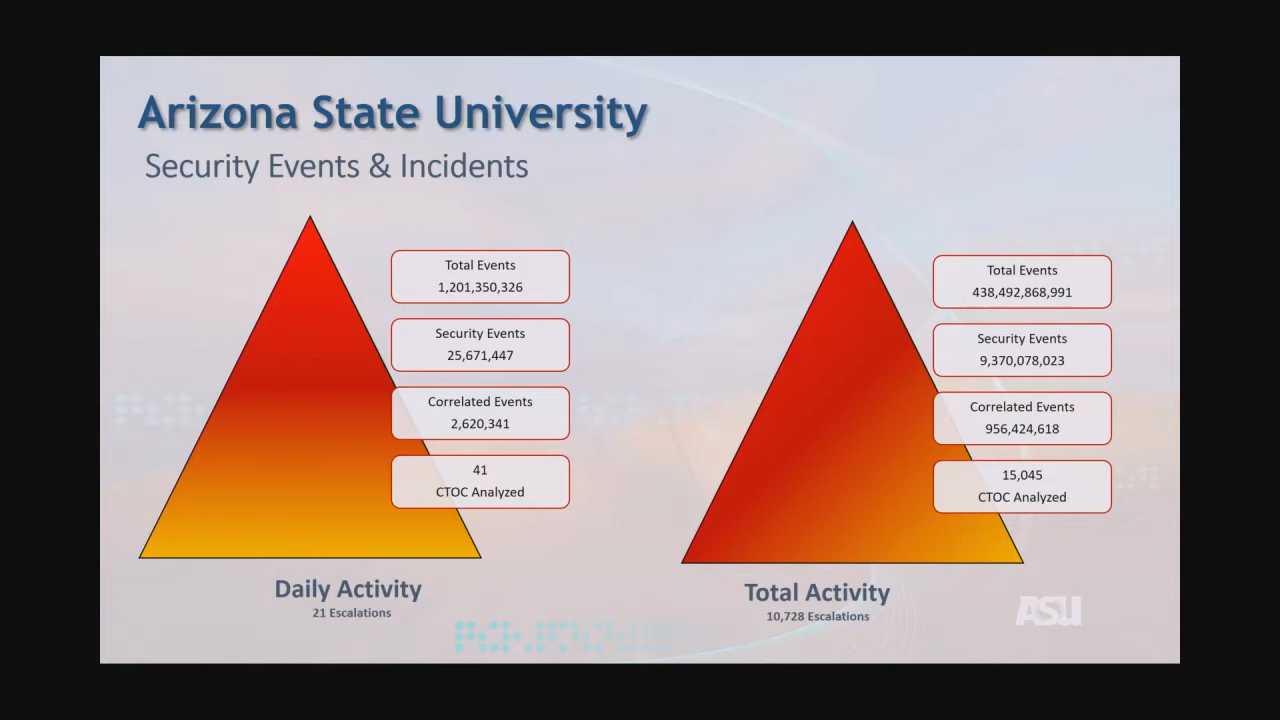 Arizona State University
Security Events & Incidents
Total Events
1,201,350,326
Security Events
25,671,447
Correlated Events
2,620,341
41
CTOC Analyzed
Daily Activity
21 Escalations
Total Events
438,492,868,991
Security Events
9,370,078,023
Correlated Events
956,424,618
15,045
CTOC Analyzed
Total Activity
10,728 Escalations
ASU